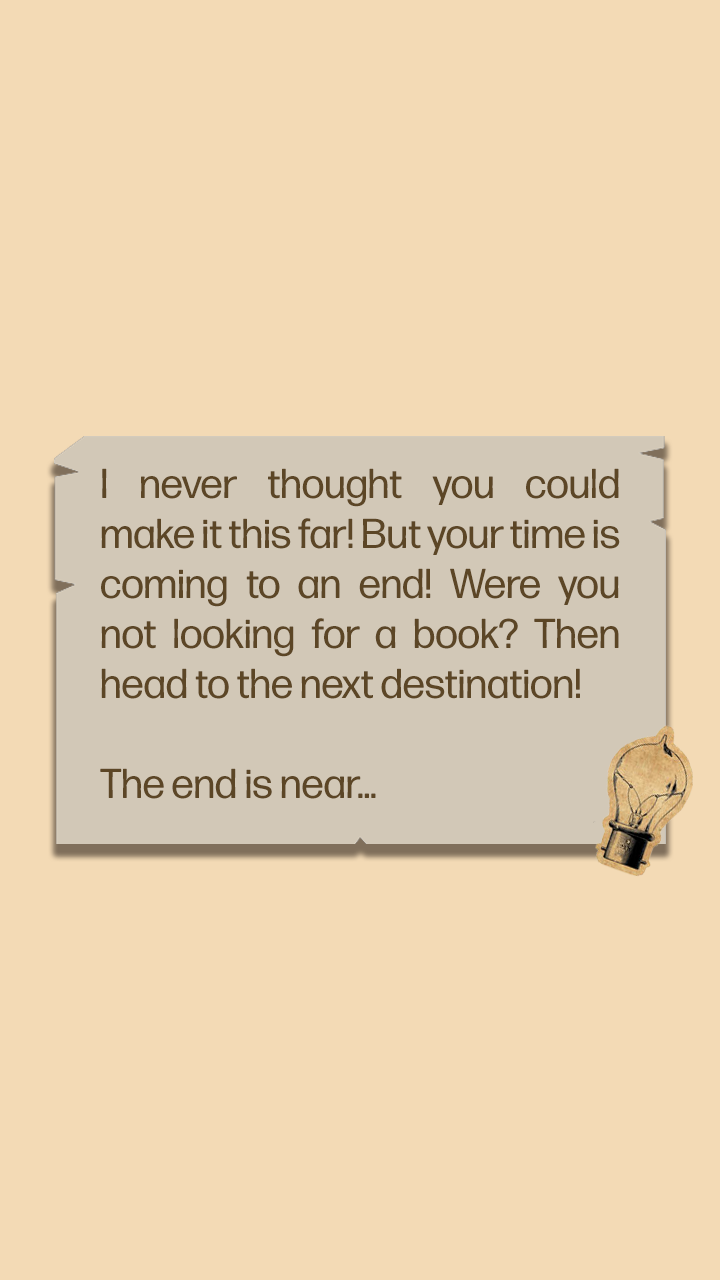 I never thought you could
make it this far! But your time is
coming to an end! Were you
not looking for a book? Then
head to the next destination!
The end is near...